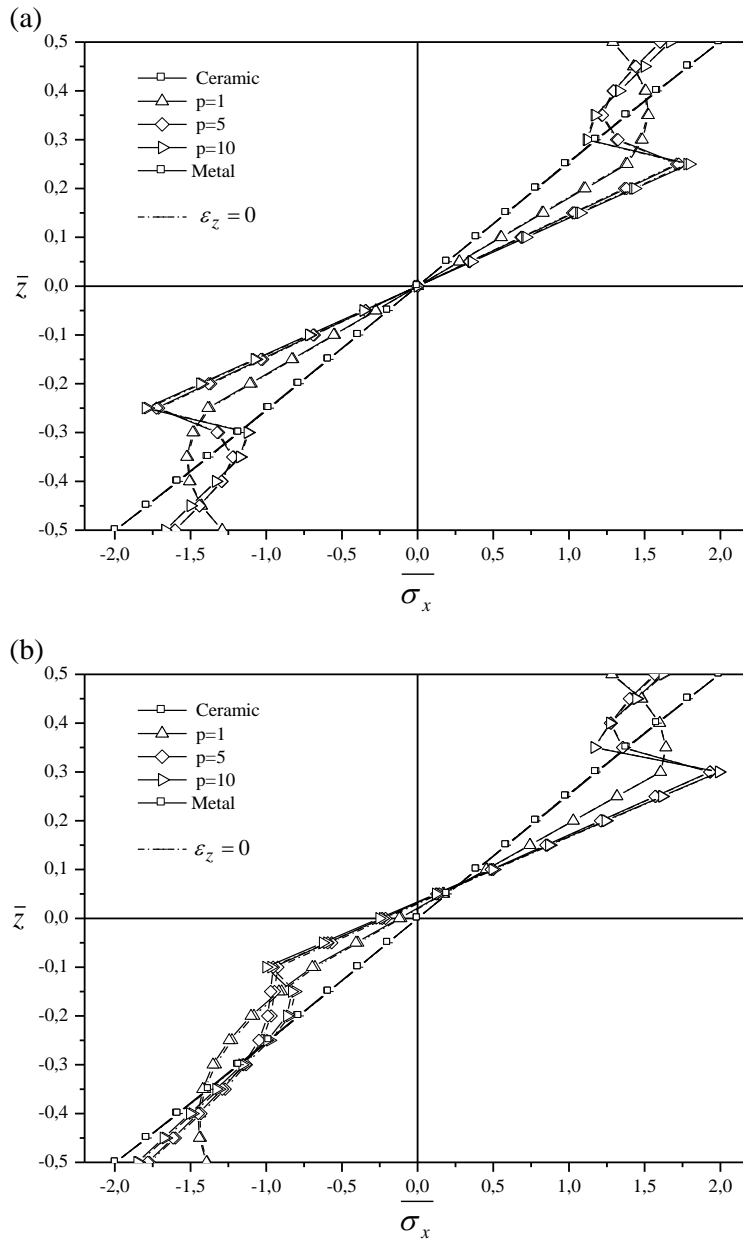 (a)
0,5
0,4
0,3
0,2
0,1
0,0
-0,1
-0,2
-0,3
-0,4
-0,5
z̄
Ceramic
p=1
p=5
p=10
Metal
ε_z = 0
-2,0 -1,5 -1,0 -0,5 0,0 0,5 1,0 1,5 2,0
σ̅_x
(b)
0,5
0,4
0,3
0,2
0,1
0,0
-0,1
-0,2
-0,3
-0,4
-0,5
z̄
Ceramic
p=1
p=5
p=10
Metal
ε_z = 0
-2,0 -1,5 -1,0 -0,5 0,0 0,5 1,0 1,5 2,0
σ̅_x